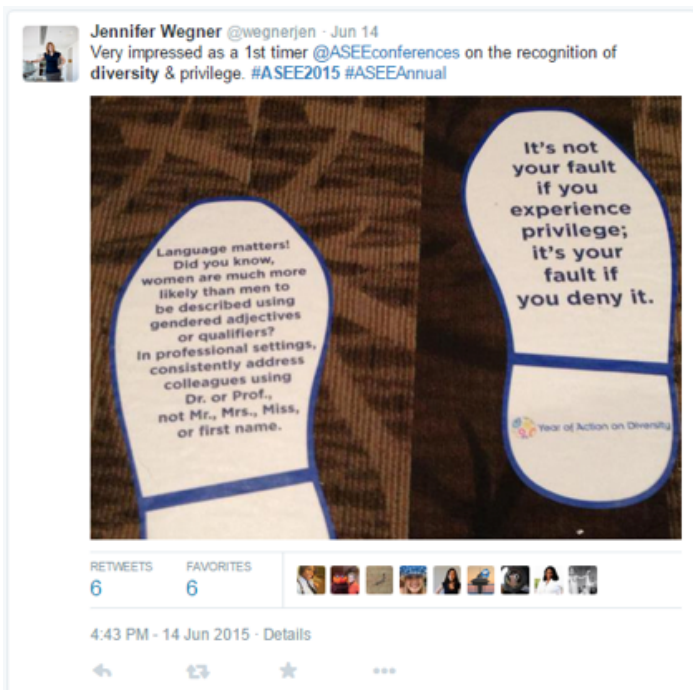 Jennifer Wegner @wegnerjen · Jun 14
Very impressed as a 1st timer @ASEEconferences on the recognition of
diversity & privilege. #ASEE2015 #ASEEAnnual
Language matters!
Did you know,
women are much more
likely than men to
be described using
gendered adjectives
or qualifiers?
In professional settings,
consistently address
colleagues using
Dr. or Prof.,
not Mr., Mrs., Miss,
or first name.
It's not
your fault
if you
experience
privilege;
it's your
fault if
you deny it.
Year of Action on Diversity
RETWEETS FAVORITES
6 6
4:43 PM - 14 Jun 2015 · Details